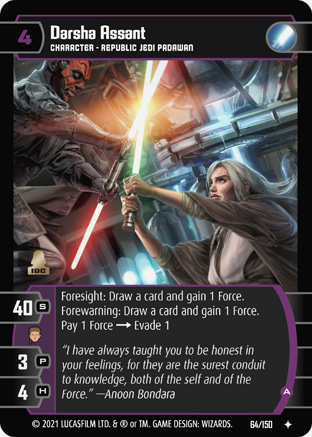 4
Darsha Assant
CHARACTER - REPUBLIC JEDI PADAWAN
IDC
40 S
3 P
4 H
Foresight: Draw a card and gain 1 Force.
Forewarning: Draw a card and gain 1 Force.
Pay 1 Force → Evade 1
“I have always taught you to be honest in
your feelings, for they are the surest conduit
to knowledge, both of the self and of the
Force.” —Anoon Bondara
A
© 2021 LUCASFILM LTD. & ® OR TM. GAME DESIGN: WIZARDS.
64/150